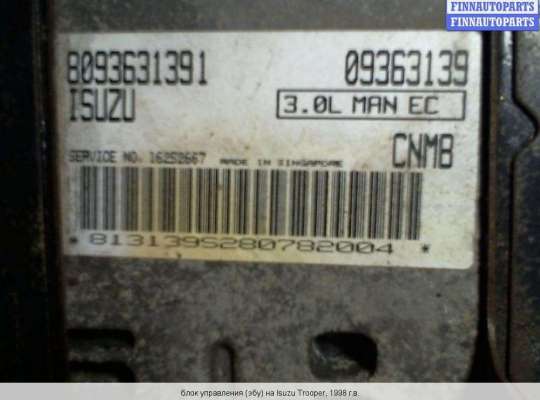 FINNAUTOPARTS
FINNAUTOPARTS
8093631391 09363139
ISUZU 3.0L MAN EC
CNMB
SERVICE NO. 16252667 MADE IN SINGAPORE
* 8131395280782004 *
блок управления (эбу) на Isuzu Trooper, 1998 г.в.